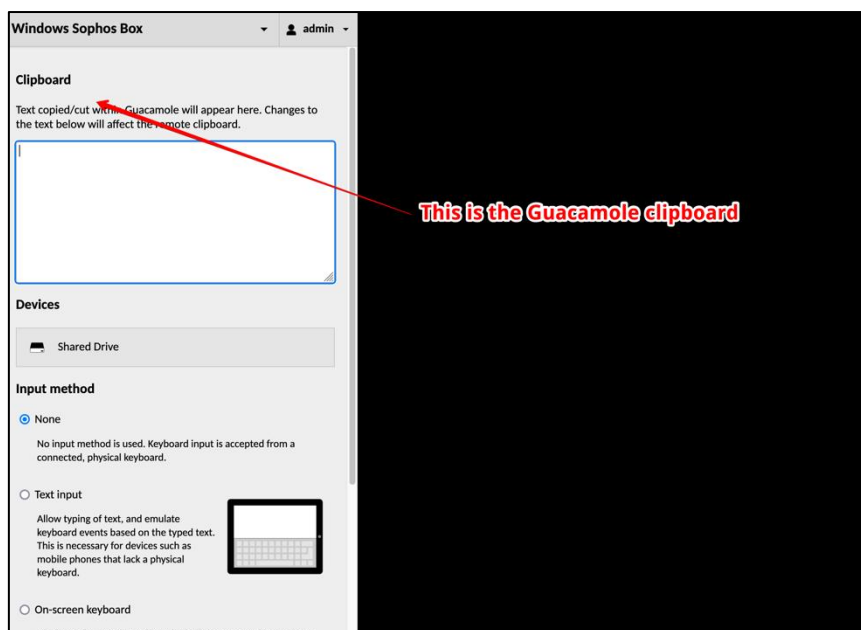 Windows Sophos Box
admin
Clipboard
Text copied/cut within Guacamole will appear here. Changes to
the text below will affect the remote clipboard.
This is the Guacamole clipboard
Devices
Shared Drive
Input method
None
No input method is used. Keyboard input is accepted from a
connected, physical keyboard.
Text input
Allow typing of text, and emulate
keyboard events based on the typed text.
This is necessary for devices such as
mobile phones that lack a physical
keyboard.
On-screen keyboard